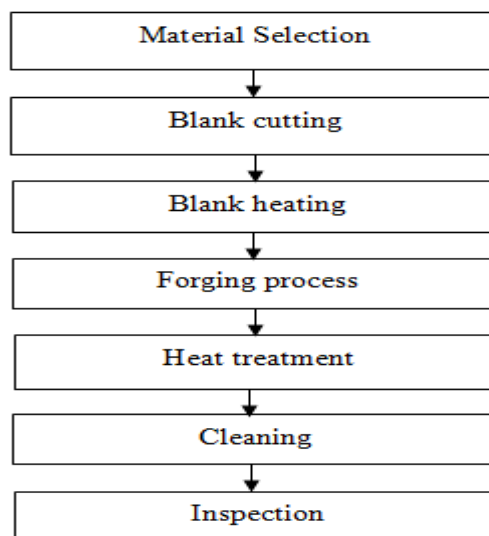 Material Selection
Blank cutting
Blank heating
Forging process
Heat treatment
Cleaning
Inspection